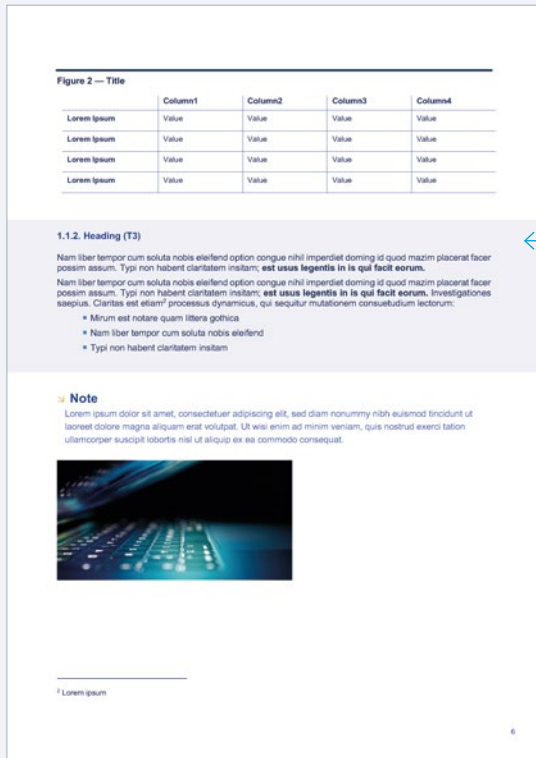 Figure 2 — Title
Column1 Column2 Column3 Column4
Lorem Ipsum Value Value Value Value
Lorem Ipsum Value Value Value Value
Lorem Ipsum Value Value Value Value
Lorem Ipsum Value Value Value Value
1.1.2. Heading (T3)
Nam liber tempor cum soluta nobis eleifend option congue nihil imperdiet doming id quod mazim placerat facer
possim assum. Typi non habent claritatem insitam; est usus legentis in is qui facit eorum.
Nam liber tempor cum soluta nobis eleifend option congue nihil imperdiet doming id quod mazim placerat facer
possim assum. Typi non habent claritatem insitam; est usus legentis in is qui facit eorum. Investigationes
saepius. Claritas est etiam² processus dynamicus, qui sequitur mutationem consuetudium lectorum:
▪ Mirum est notare quam littera gothica
▪ Nam liber tempor cum soluta nobis eleifend
▪ Typi non habent claritatem insitam
Note
Lorem ipsum dolor sit amet, consectetuer adipiscing elit, sed diam nonummy nibh euismod tincidunt ut
laoreet dolore magna aliquam erat volutpat. Ut wisi enim ad minim veniam, quis nostrud exerci tation
ullamcorper suscipit lobortis nisl ut aliquip ex ea commodo consequat.
² Lorem ipsum
6